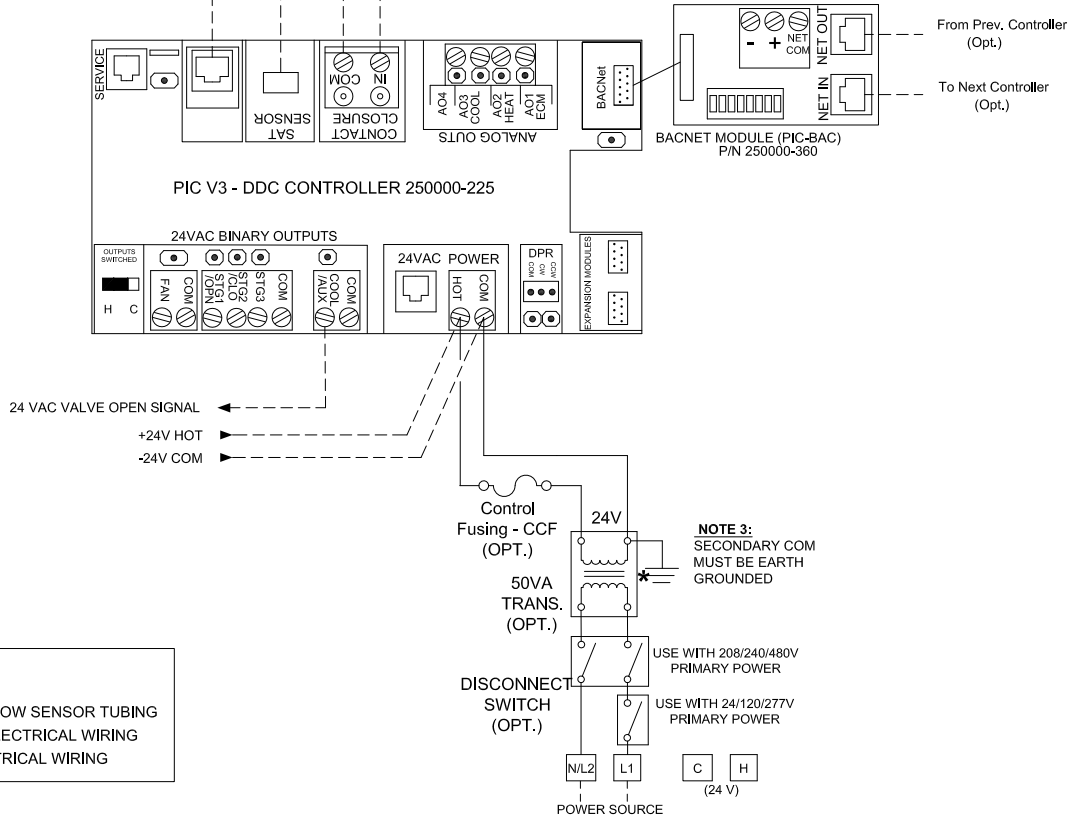 SERVICE
SAT
SENSOR
COM
IN
CONTACT
CLOSURE
AO4
AO3
COOL
AO2
HEAT
AO1
ECM
ANALOG OUTS
BACNet
-
+
NET
COM
NET OUT
NET IN
From Prev. Controller
(Opt.)
To Next Controller
(Opt.)
BACNET MODULE (PIC-BAC)
P/N 250000-360
PIC V3 - DDC CONTROLLER 250000-225
OUTPUTS
SWITCHED
H C
24VAC BINARY OUTPUTS
FAN
COM
STG1
/OPN
STG2
/CLO
STG3
COM
COOL
/AUX
COM
24VAC POWER
HOT
COM
DPR
COM
CW
CCW
EXPANSION MODULES
24 VAC VALVE OPEN SIGNAL
+24V HOT
-24V COM
Control
Fusing - CCF
(OPT.)
24V
NOTE 3:
SECONDARY COM
MUST BE EARTH
GROUNDED
*
50VA
TRANS.
(OPT.)
USE WITH 208/240/480V
PRIMARY POWER
DISCONNECT
SWITCH
(OPT.)
USE WITH 24/120/277V
PRIMARY POWER
OW SENSOR TUBING
ECTRICAL WIRING
TRICAL WIRING
N/L2
L1
C
H
(24 V)
POWER SOURCE